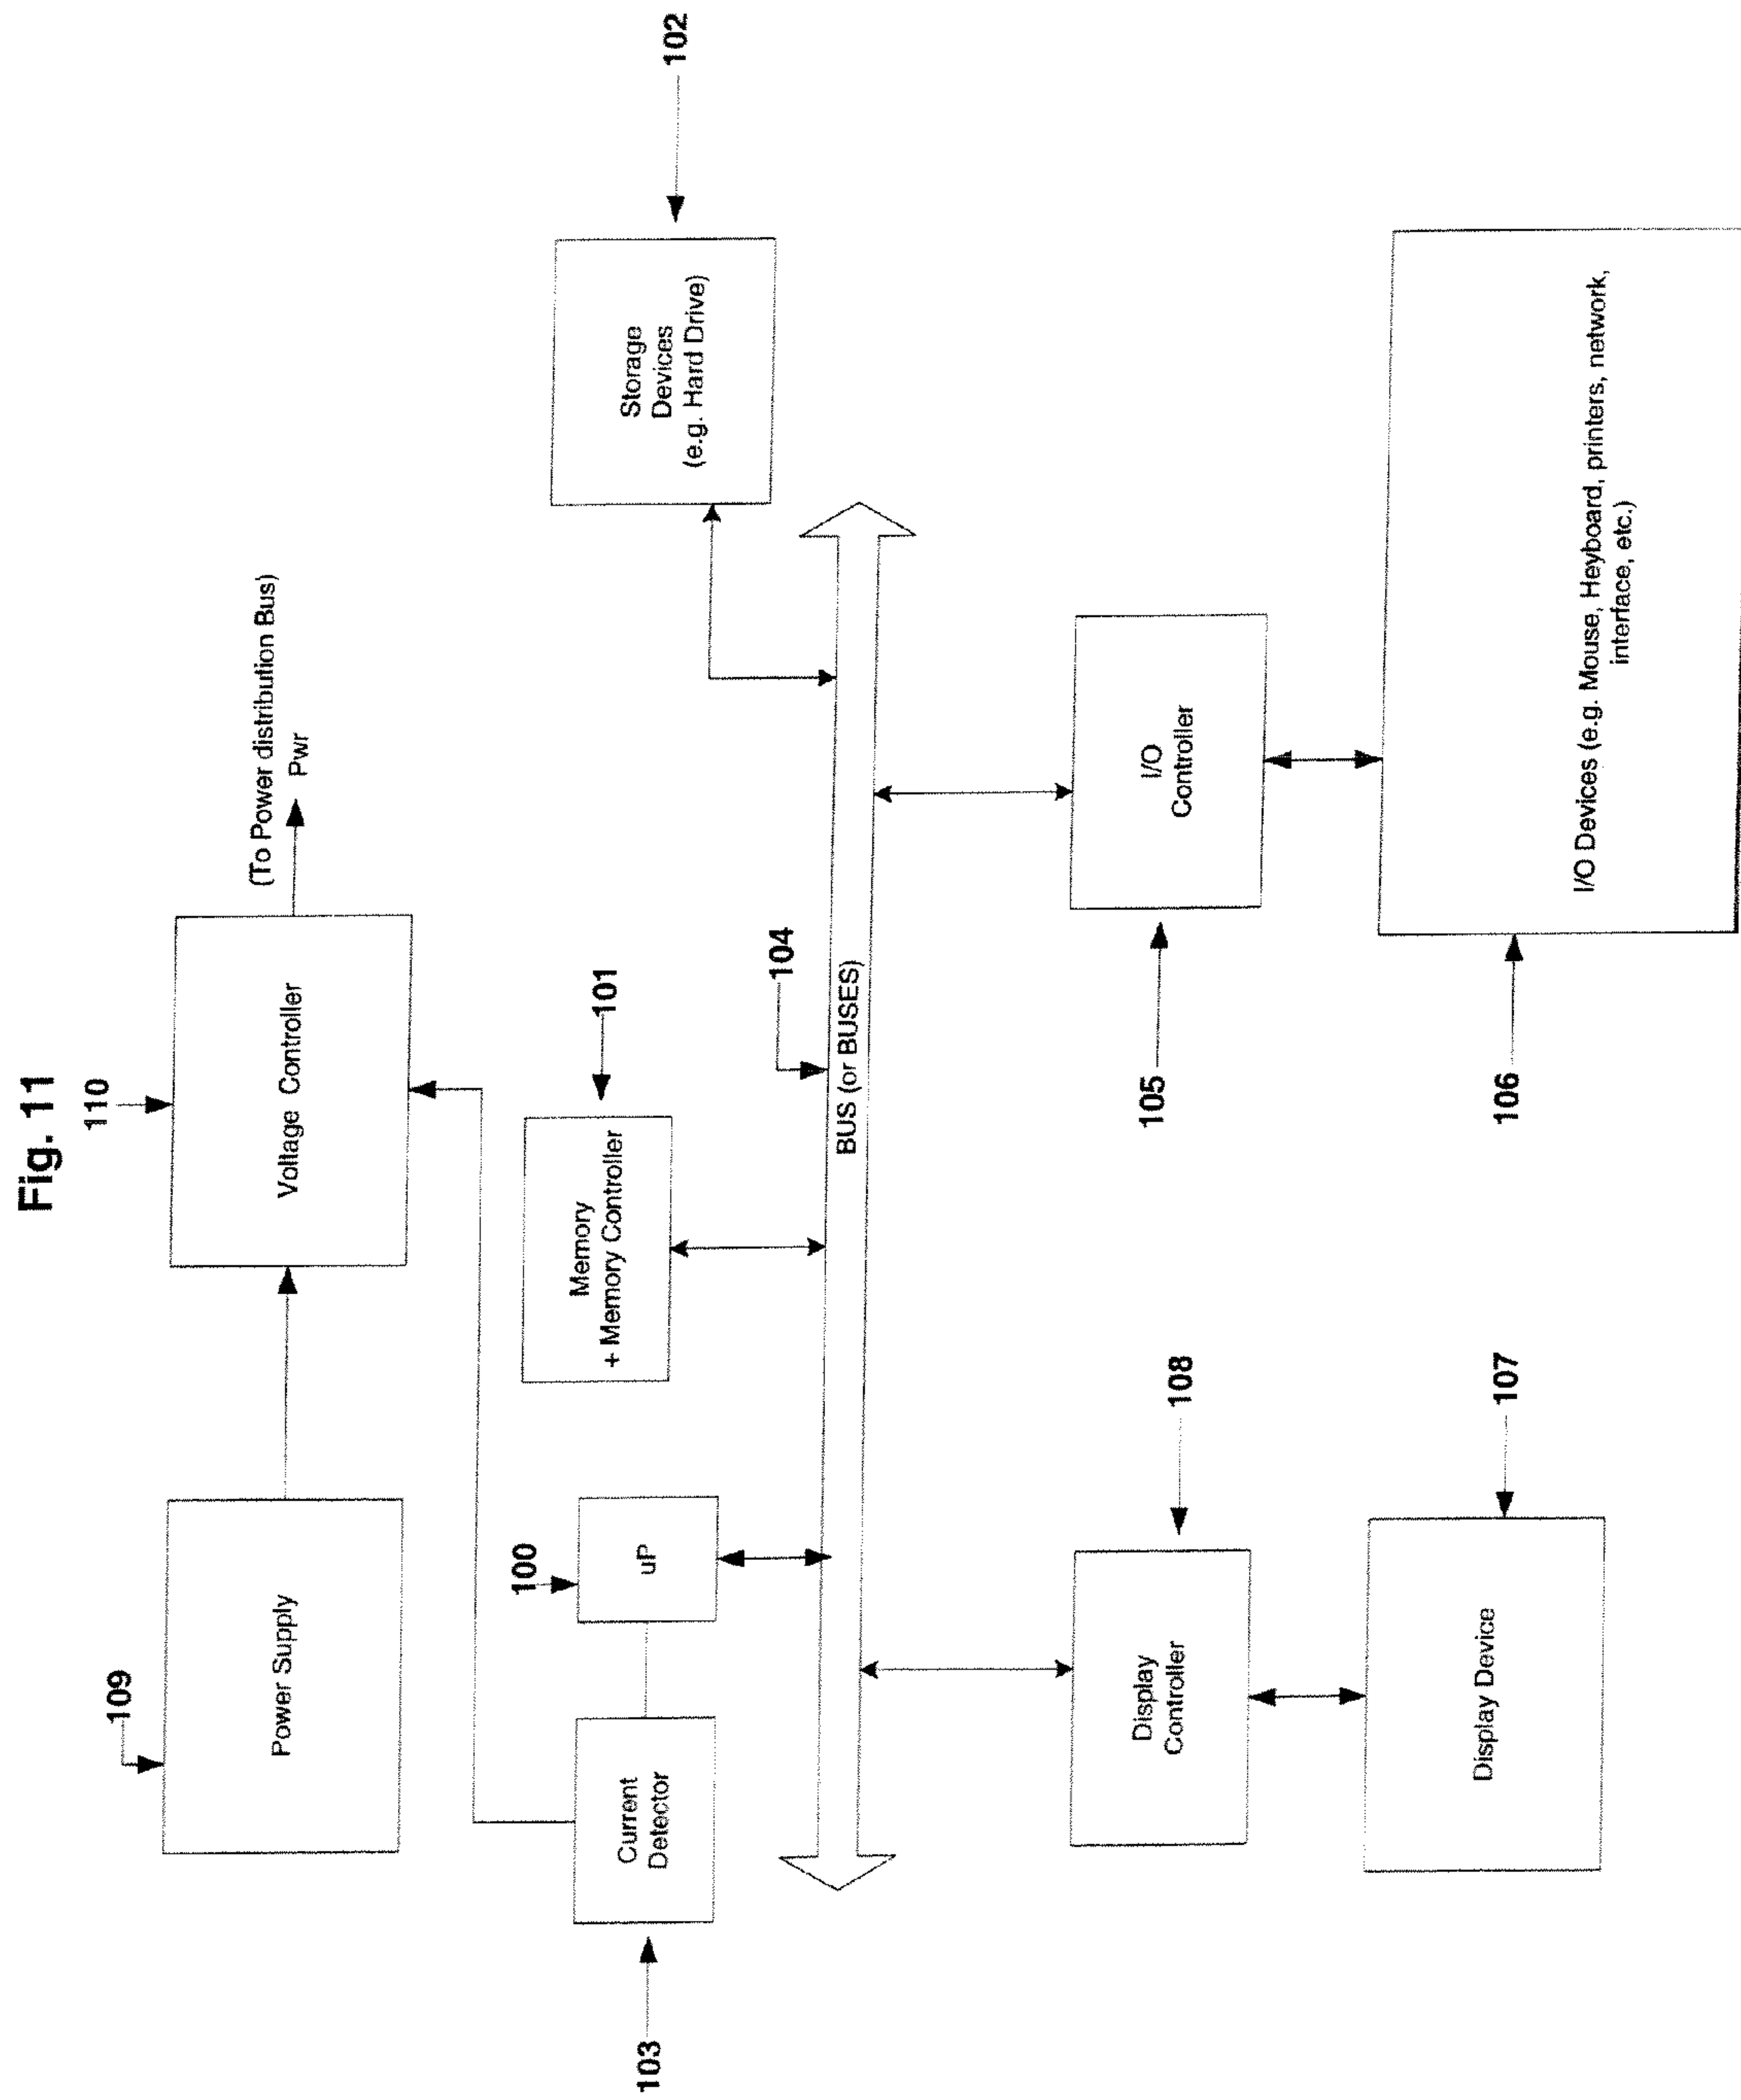 Fig. 11
110
109
Power Supply
Voltage Controller
(To Power distribution Bus)
Pwr
103
Current
Detector
100
uP
101
Memory
+ Memory Controller
102
Storage
Devices
(e.g. Hard Drive)
104
BUS (or BUSES)
108
Display
Controller
105
I/O
Controller
107
Display Device
106
I/O Devices (e.g. Mouse, Heyboard, printers, network,
interface, etc.)